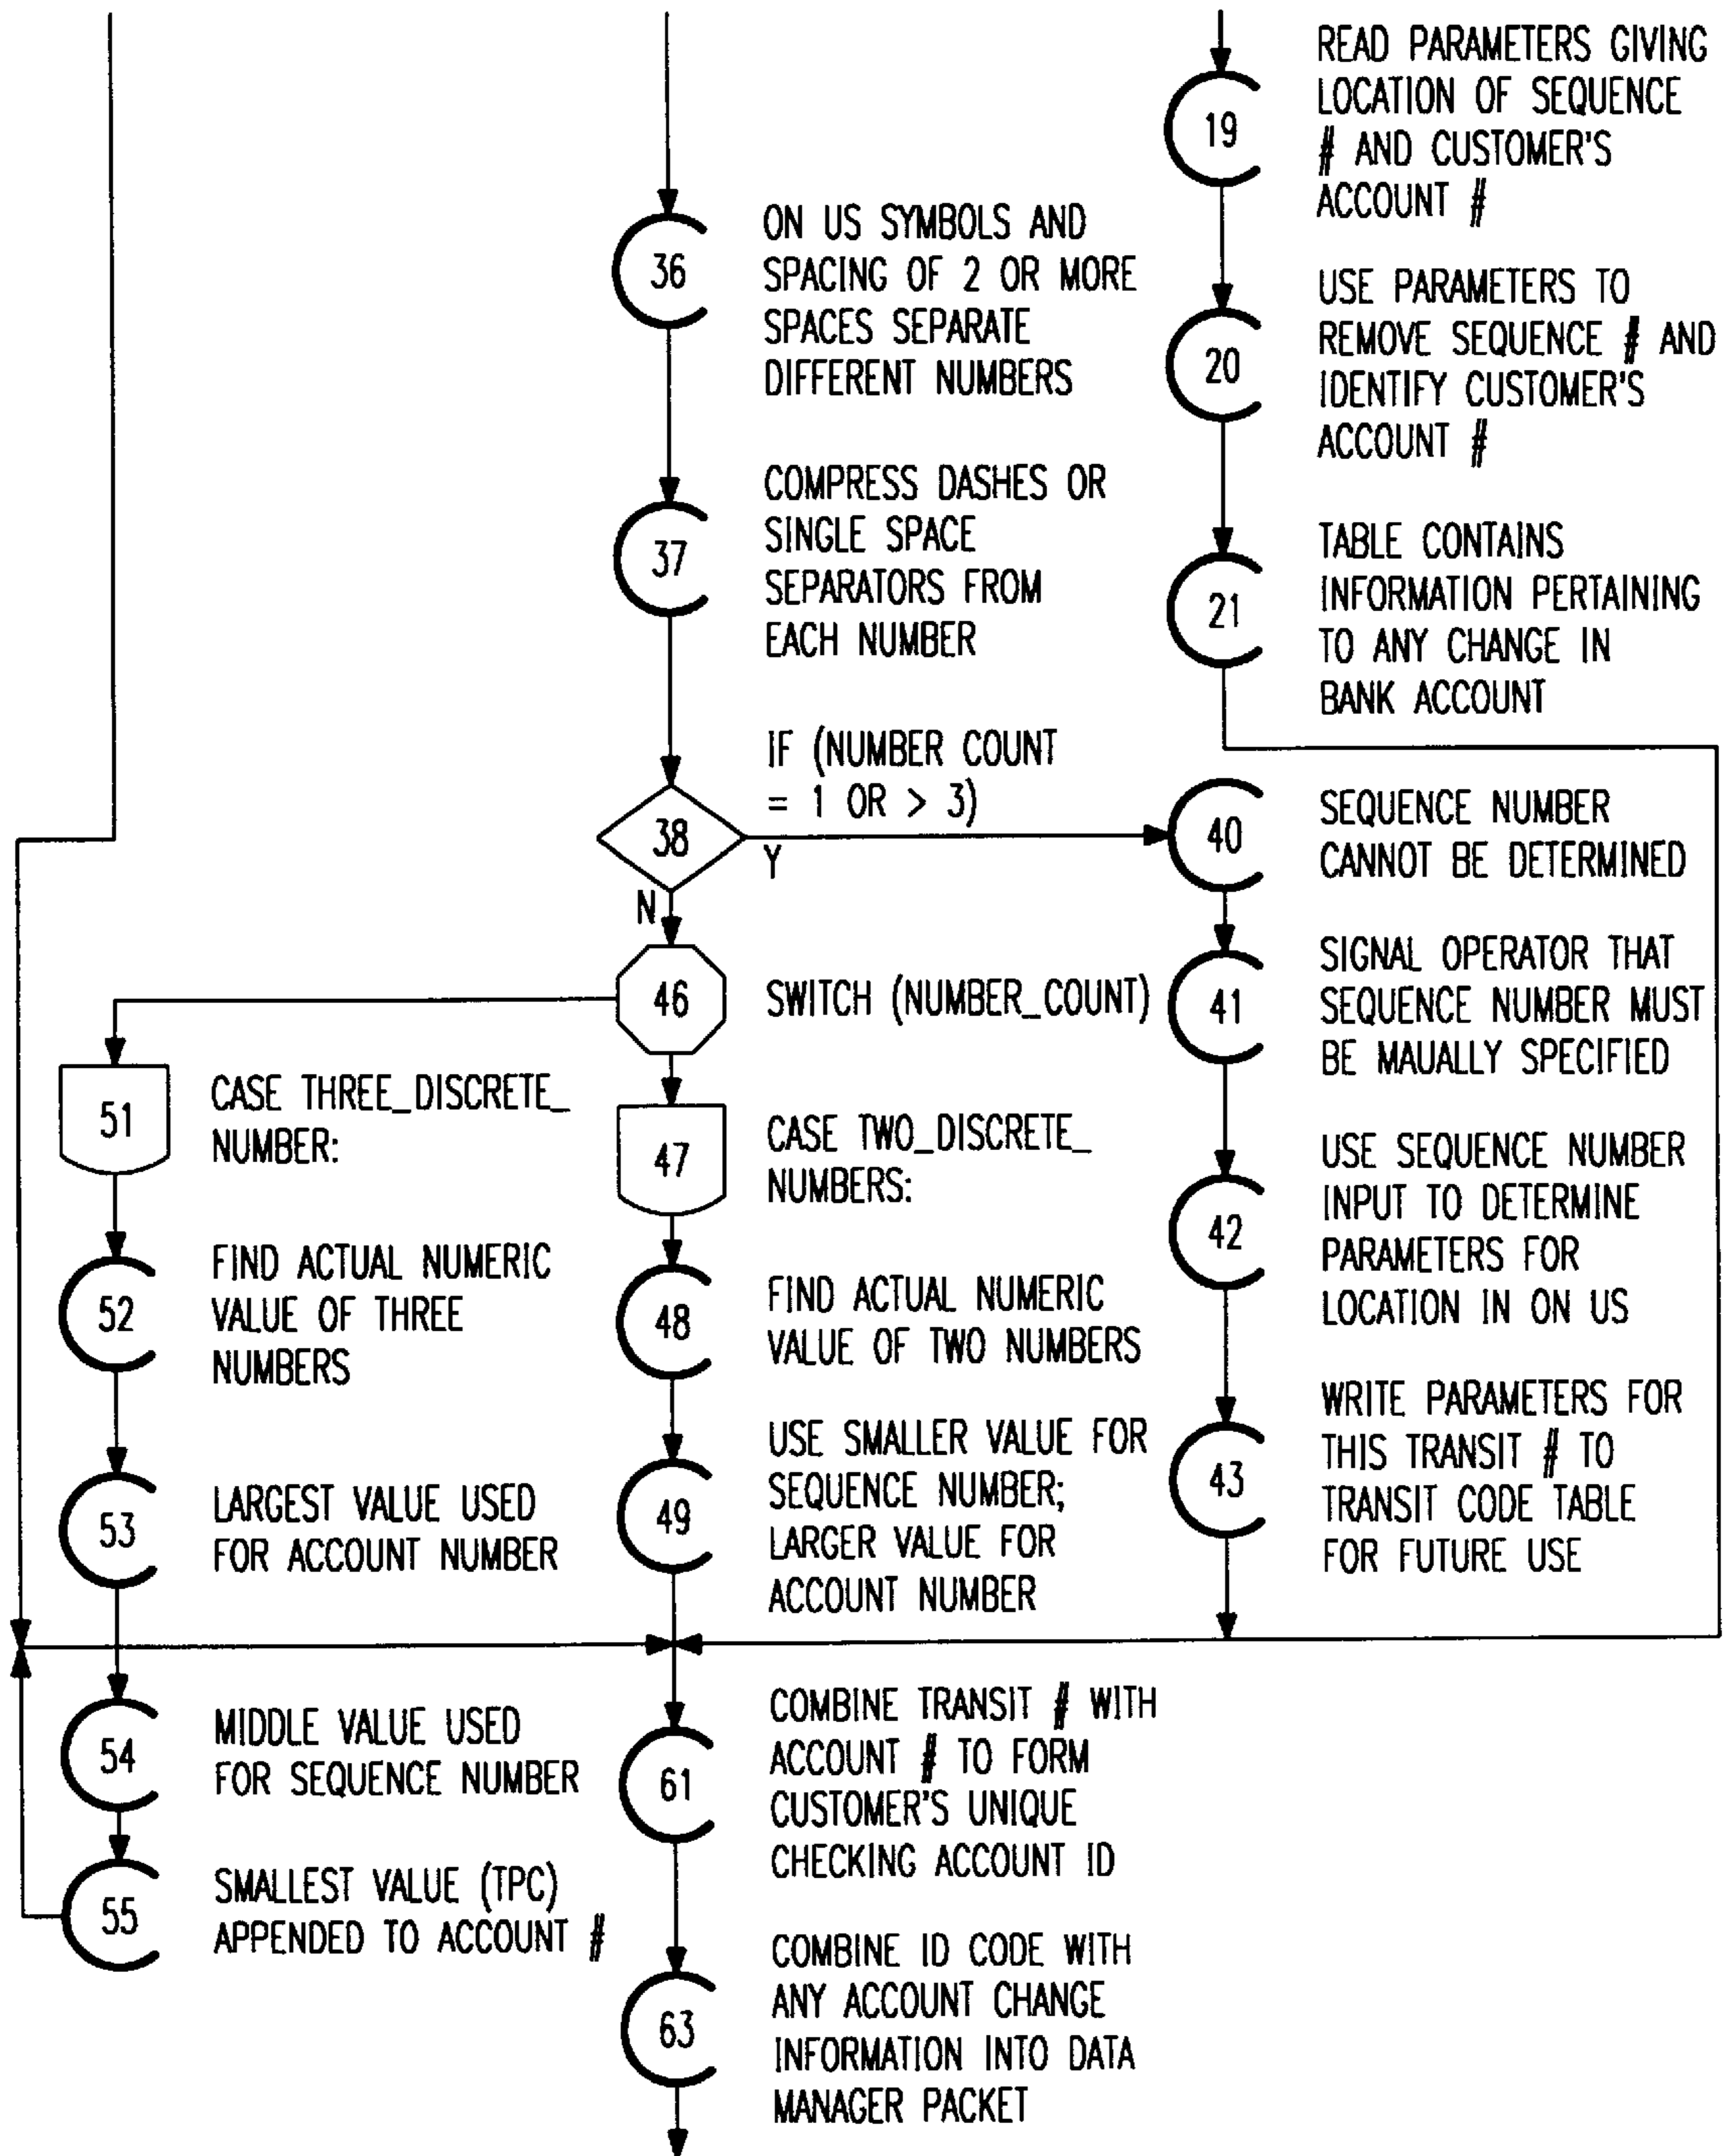 19
READ PARAMETERS GIVING
LOCATION OF SEQUENCE
# AND CUSTOMER'S
ACCOUNT #
36
ON US SYMBOLS AND
SPACING OF 2 OR MORE
SPACES SEPARATE
DIFFERENT NUMBERS
20
USE PARAMETERS TO
REMOVE SEQUENCE # AND
IDENTIFY CUSTOMER'S
ACCOUNT #
37
COMPRESS DASHES OR
SINGLE SPACE
SEPARATORS FROM
EACH NUMBER
21
TABLE CONTAINS
INFORMATION PERTAINING
TO ANY CHANGE IN
BANK ACCOUNT
38
IF (NUMBER COUNT
= 1 OR > 3)
Y
N
40
SEQUENCE NUMBER
CANNOT BE DETERMINED
46
SWITCH (NUMBER_COUNT)
41
SIGNAL OPERATOR THAT
SEQUENCE NUMBER MUST
BE MAUALLY SPECIFIED
51
CASE THREE_DISCRETE_
NUMBER:
47
CASE TWO_DISCRETE_
NUMBERS:
42
USE SEQUENCE NUMBER
INPUT TO DETERMINE
PARAMETERS FOR
LOCATION IN ON US
52
FIND ACTUAL NUMERIC
VALUE OF THREE
NUMBERS
48
FIND ACTUAL NUMERIC
VALUE OF TWO NUMBERS
43
WRITE PARAMETERS FOR
THIS TRANSIT # TO
TRANSIT CODE TABLE
FOR FUTURE USE
53
LARGEST VALUE USED
FOR ACCOUNT NUMBER
49
USE SMALLER VALUE FOR
SEQUENCE NUMBER;
LARGER VALUE FOR
ACCOUNT NUMBER
54
MIDDLE VALUE USED
FOR SEQUENCE NUMBER
61
COMBINE TRANSIT # WITH
ACCOUNT # TO FORM
CUSTOMER'S UNIQUE
CHECKING ACCOUNT ID
55
SMALLEST VALUE (TPC)
APPENDED TO ACCOUNT #
63
COMBINE ID CODE WITH
ANY ACCOUNT CHANGE
INFORMATION INTO DATA
MANAGER PACKET